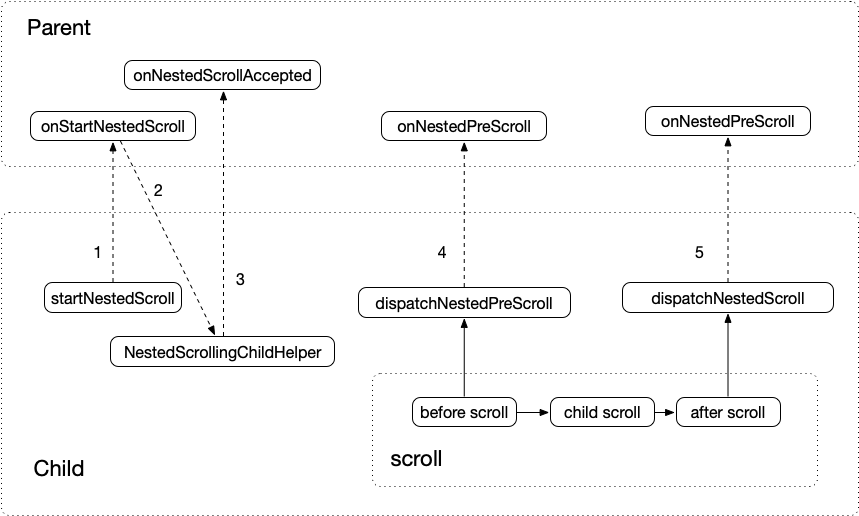 Parent
onNestedScrollAccepted
onStartNestedScroll
onNestedPreScroll
onNestedPreScroll
2
1
3
4
5
startNestedScroll
dispatchNestedPreScroll
dispatchNestedScroll
NestedScrollingChildHelper
before scroll
child scroll
after scroll
scroll
Child